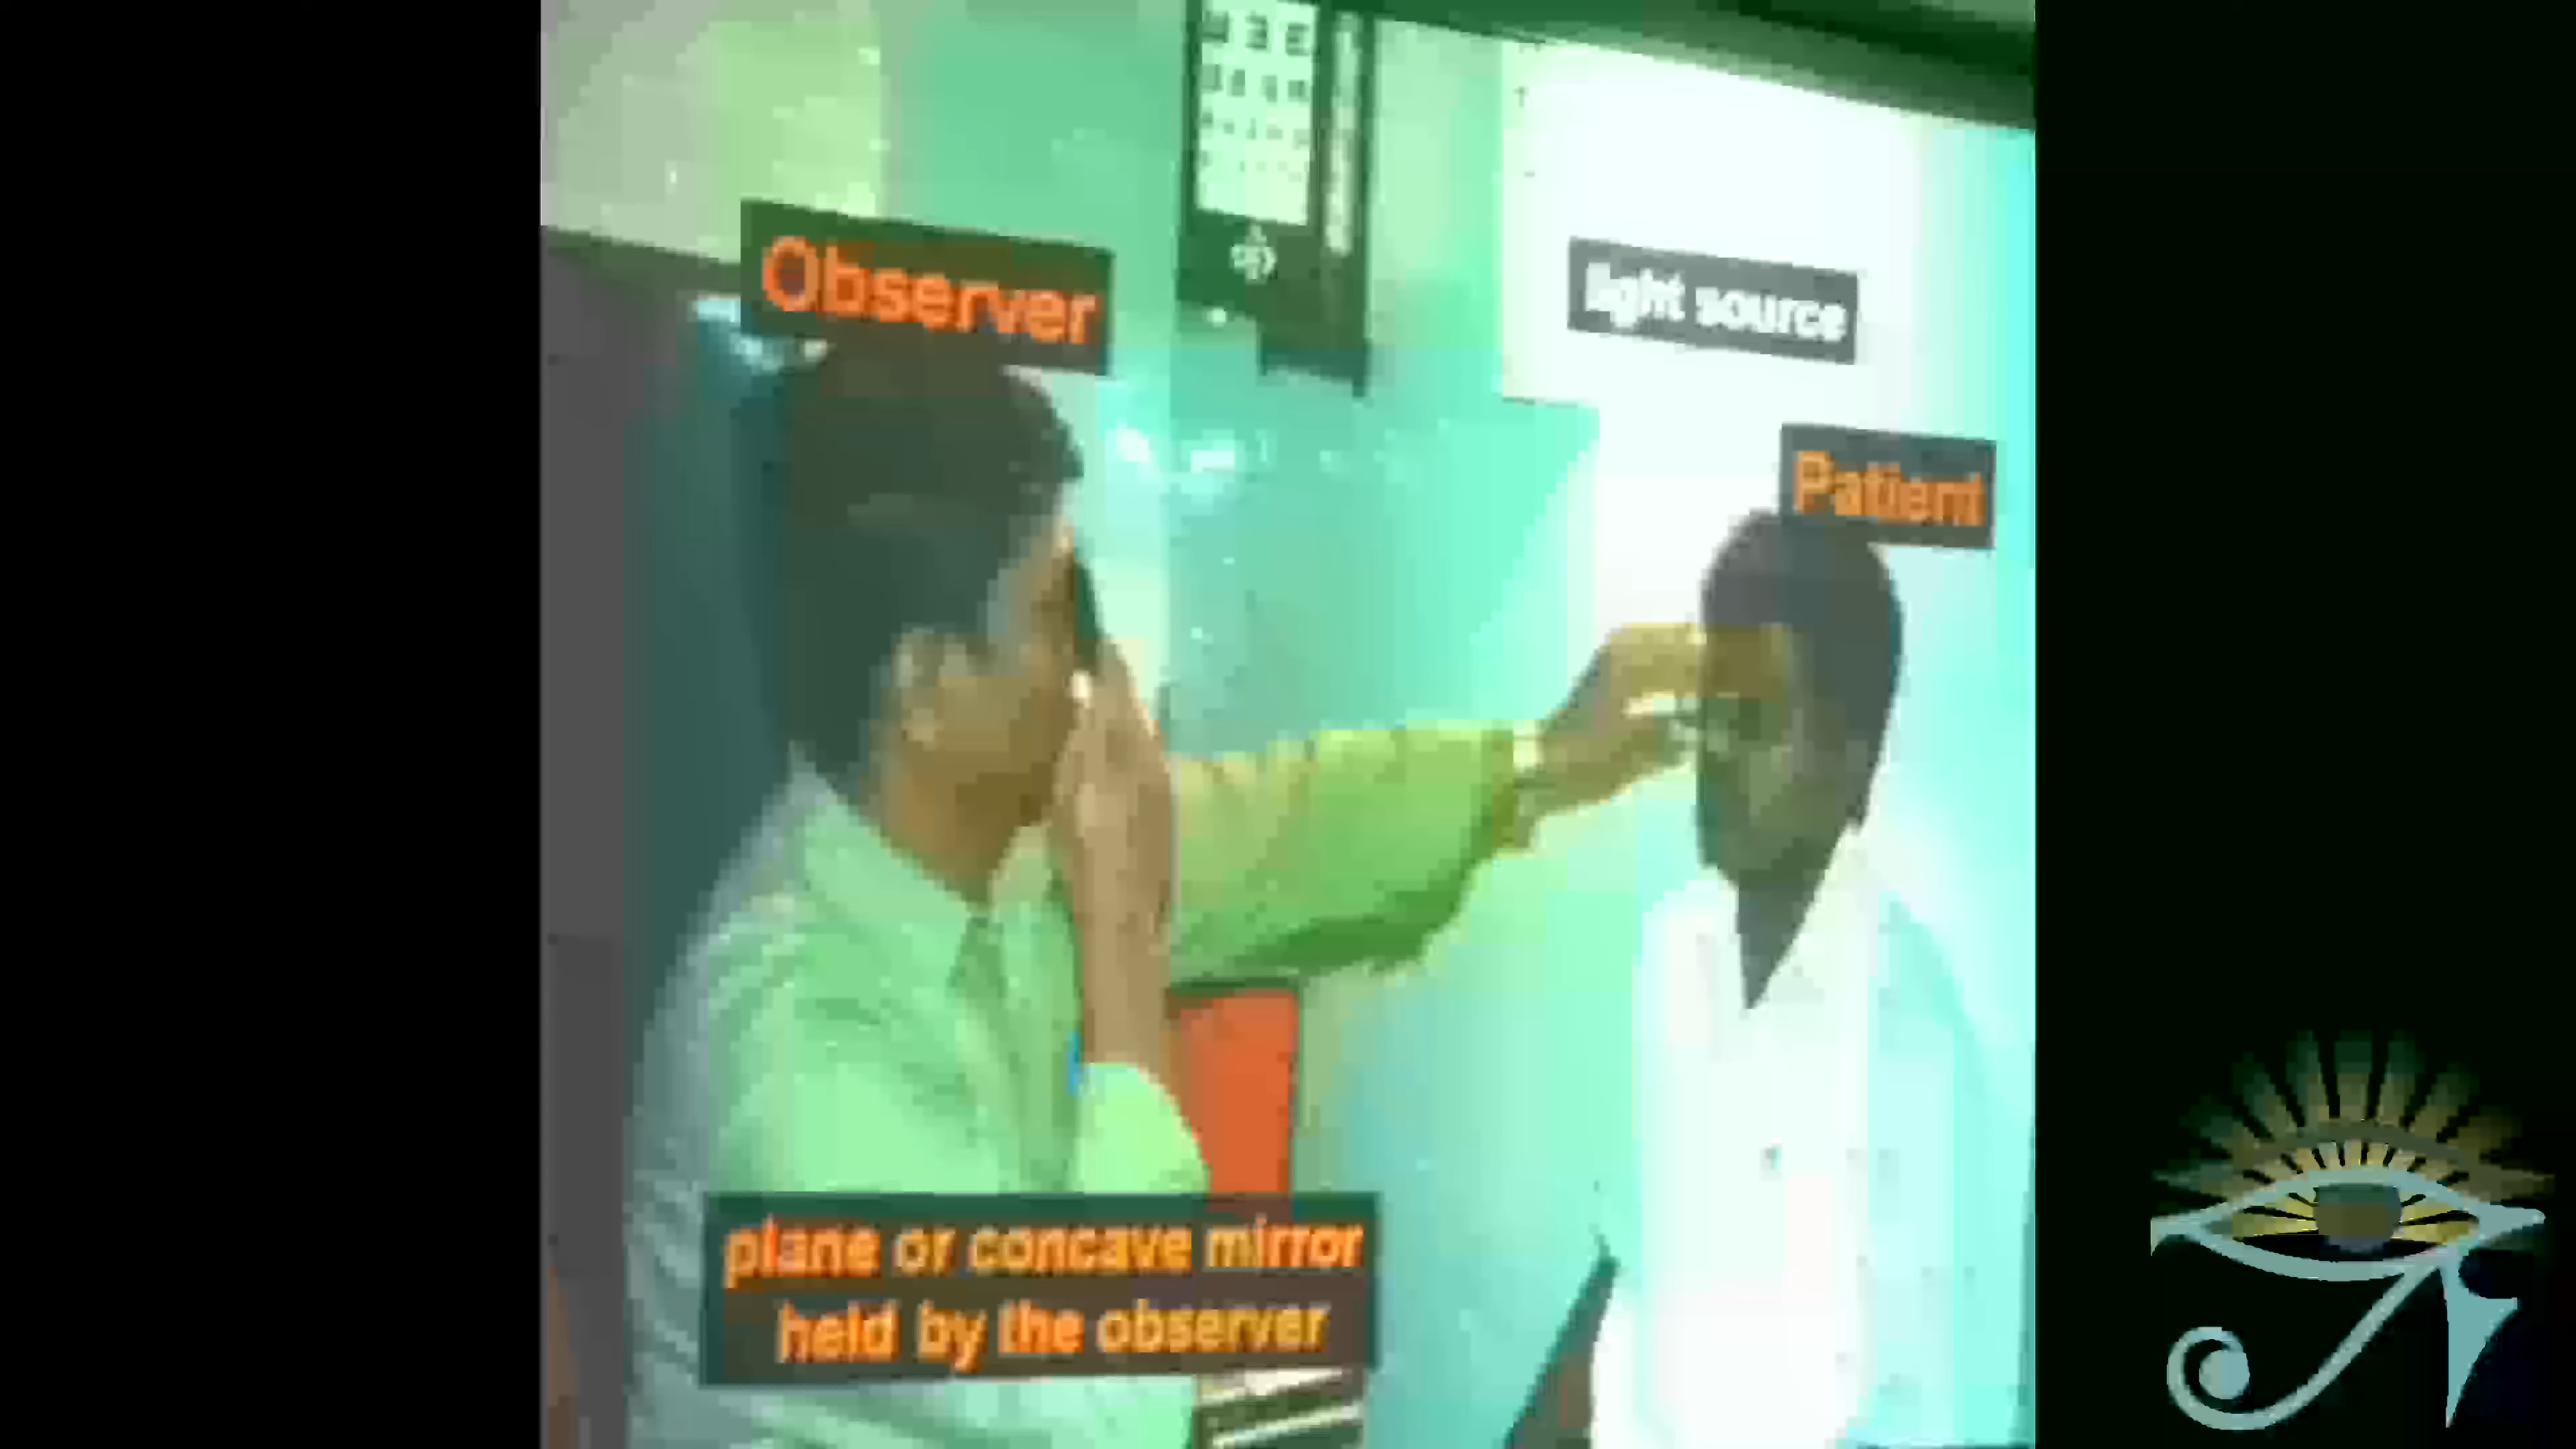 Observer
light source
Patient
plane or concave mirror
held by the observer